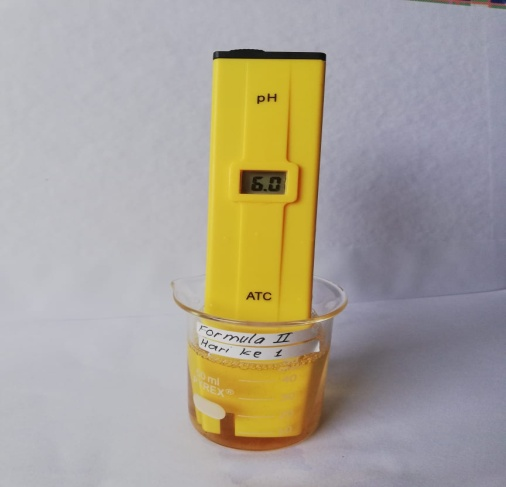 pH
6.0
ATC
Formula II
Hari ke 1